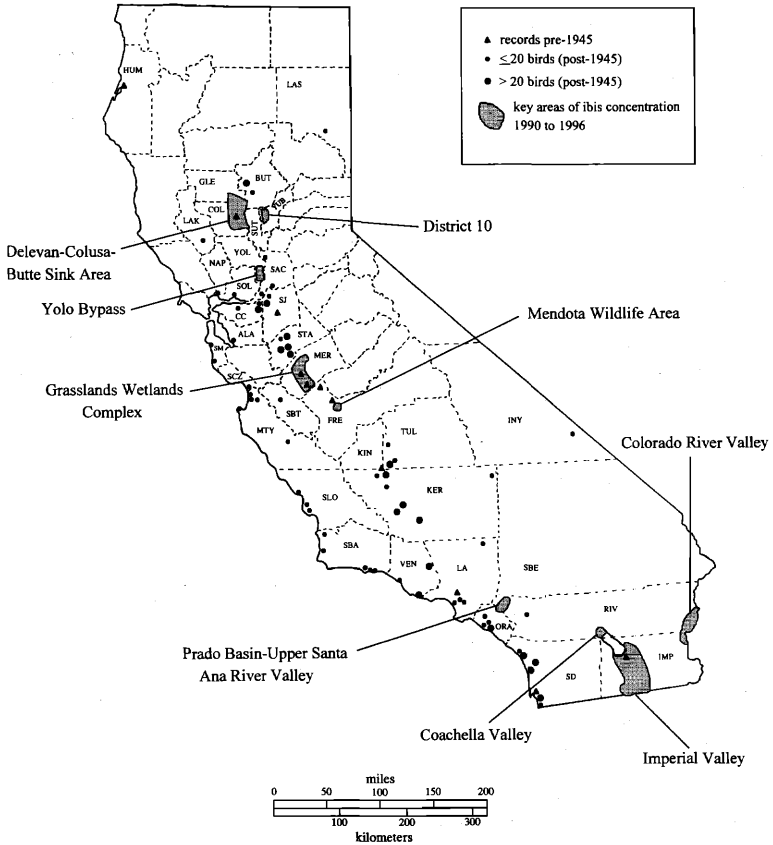 records pre-1945
≤20 birds (post-1945)
> 20 birds (post-1945)
key areas of ibis concentration
1990 to 1996
HUM
LAS
GLE
BUT
COL
YUB
LAK
SUT
District 10
Delevan-Colusa-
Butte Sink Area
YOL
NAP
SAC
SOL
Yolo Bypass
SJ
CC
ALA
STA
Mendota Wildlife Area
SM
MER
SCZ
Grasslands Wetlands
Complex
SBT
FRE
MTY
TUL
INY
KIN
Colorado River Valley
SLO
KER
SBA
VEN
LA
SBE
RIV
ORA
Prado Basin-Upper Santa
Ana River Valley
IMP
SD
Coachella Valley
Imperial Valley
miles
0 50 100 150 200
100 200 300
kilometers